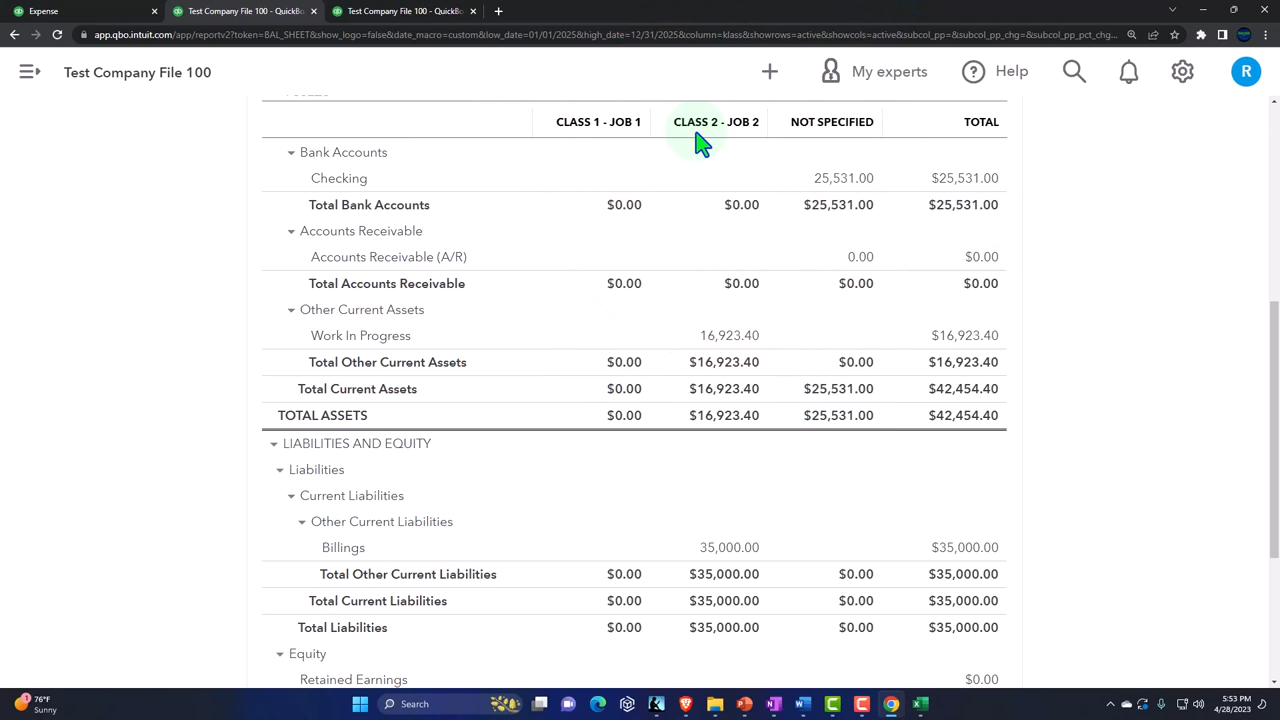 Expense
Test Company File 100 - QuickBo
Test Company File 100 - QuickBo
app.qbo.intuit.com/app/reportv2?token=BAL_SHEET&show_logo=false&date_macro=custom&low_date=01/01/2025&high_date=12/31/2025&column=klass&showrows=active&showcols=active&subcol_pp=&subcol_pp_chg=&subcol_pp_pct_chg...
Test Company File 100
My experts
Help
R
CLASS 1 - JOB 1 CLASS 2 - JOB 2 NOT SPECIFIED TOTAL
Bank Accounts
Checking 25,531.00 $25,531.00
Total Bank Accounts $0.00 $0.00 $25,531.00 $25,531.00
Accounts Receivable
Accounts Receivable (A/R) 0.00 $0.00
Total Accounts Receivable $0.00 $0.00 $0.00 $0.00
Other Current Assets
Work In Progress 16,923.40 $16,923.40
Total Other Current Assets $0.00 $16,923.40 $0.00 $16,923.40
Total Current Assets $0.00 $16,923.40 $25,531.00 $42,454.40
TOTAL ASSETS $0.00 $16,923.40 $25,531.00 $42,454.40
LIABILITIES AND EQUITY
Liabilities
Current Liabilities
Other Current Liabilities
Billings 35,000.00 $35,000.00
Total Other Current Liabilities $0.00 $35,000.00 $0.00 $35,000.00
Total Current Liabilities $0.00 $35,000.00 $0.00 $35,000.00
Total Liabilities $0.00 $35,000.00 $0.00 $35,000.00
Equity
Retained Earnings $0.00
76°F
Sunny
Search
5:53 PM
4/28/2023